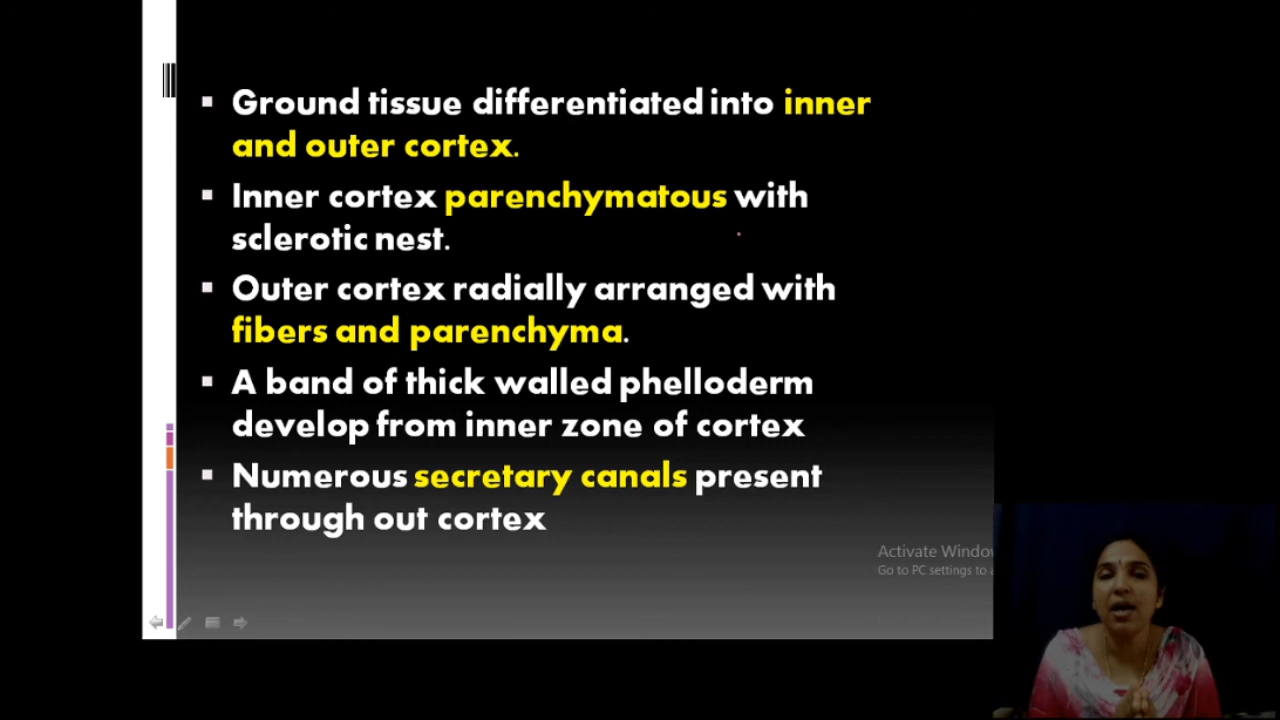 Ground tissue differentiated into inner
and outer cortex.
Inner cortex parenchymatous with
sclerotic nest.
Outer cortex radially arranged with
fibers and parenchyma.
A band of thick walled phelloderm
develop from inner zone of cortex
Numerous secretary canals present
through out cortex
Activate Windo
Go to PC settings to a